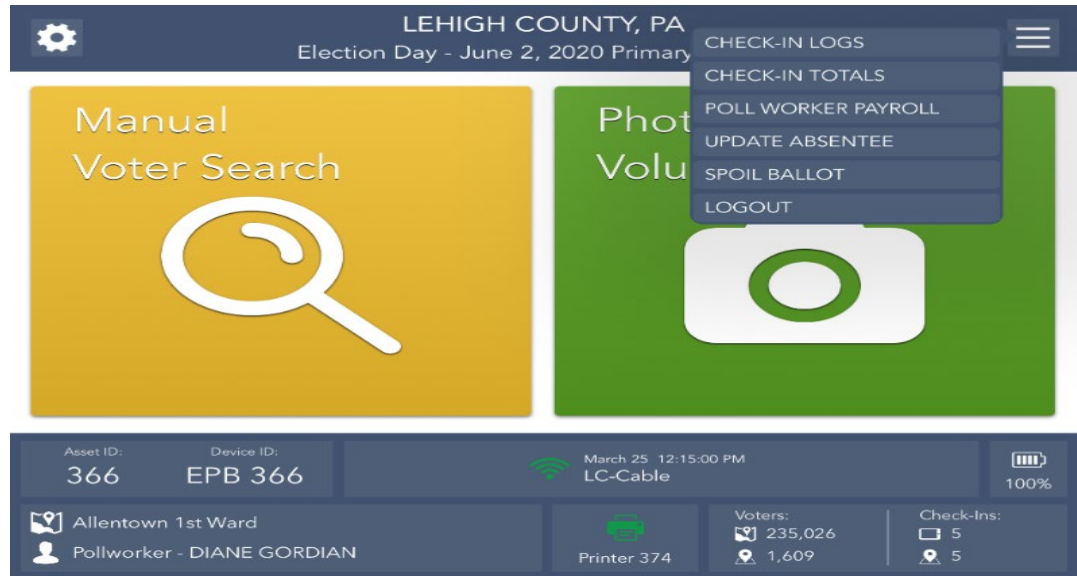 LEHIGH COUNTY, PA
Election Day - June 2, 2020 Primary
CHECK-IN LOGS
CHECK-IN TOTALS
POLL WORKER PAYROLL
UPDATE ABSENTEE
SPOIL BALLOT
LOGOUT
Manual
Voter Search
Phot
Volu
Asset ID:
366
Device ID:
EPB 366
March 25 12:15:00 PM
LC-Cable
100%
Allentown 1st Ward
Pollworker - DIANE GORDIAN
Printer 374
Voters:
235,026
1,609
Check-Ins:
5
5